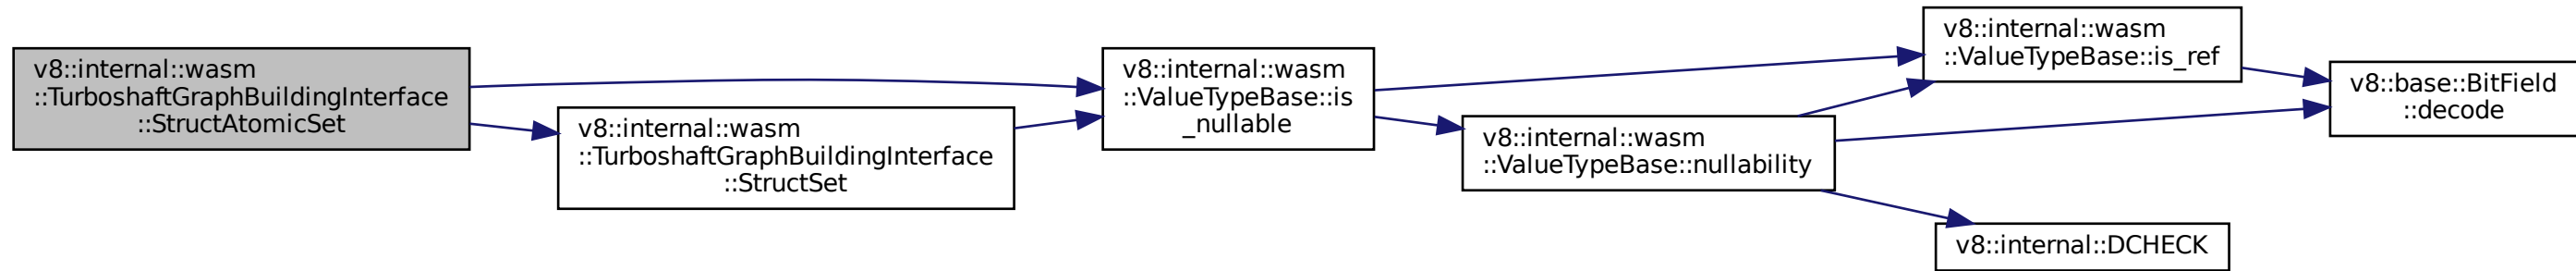 v8::internal::wasm
::TurboshaftGraphBuildingInterface
::StructAtomicSet
v8::internal::wasm
::TurboshaftGraphBuildingInterface
::StructSet
v8::internal::wasm
::ValueTypeBase::is
_nullable
v8::internal::wasm
::ValueTypeBase::nullability
v8::internal::wasm
::ValueTypeBase::is_ref
v8::internal::DCHECK
v8::base::BitField
::decode